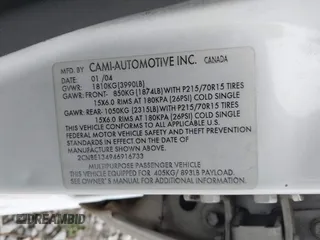 MFD. BY CAMI-AUTOMOTIVE INC. CANADA
DATE: 01/04
GVWR: 1810KG(3990LB)
GAWR: FRONT- 850KG(1874LB)WITH P215/70R15 TIRES
15X6.0 RIMS AT 180KPA (26PSI) COLD SINGLE
GAWR: REAR- 1050KG(2315LB)WITH P215/70R15 TIRES
15X6.0 RIMS AT 180KPA (26PSI) COLD SINGLE
THIS VEHICLE CONFORMS TO ALL APPLICABLE U.S.
FEDERAL MOTOR VEHICLE SAFETY STANDARDS
IN EFFECT ON THE DATE OF MANUFACTURE SHOWN ABOVE.
2CNBE134946916733
MULTIPURPOSE PASSENGER VEHICLE
THIS VEHICLE EQUIPPED FOR 405KG/ 893LB PAYLOAD.
SEE OWNER'S MANUAL FOR ADDITIONAL INFORMATION.
DREAMBID